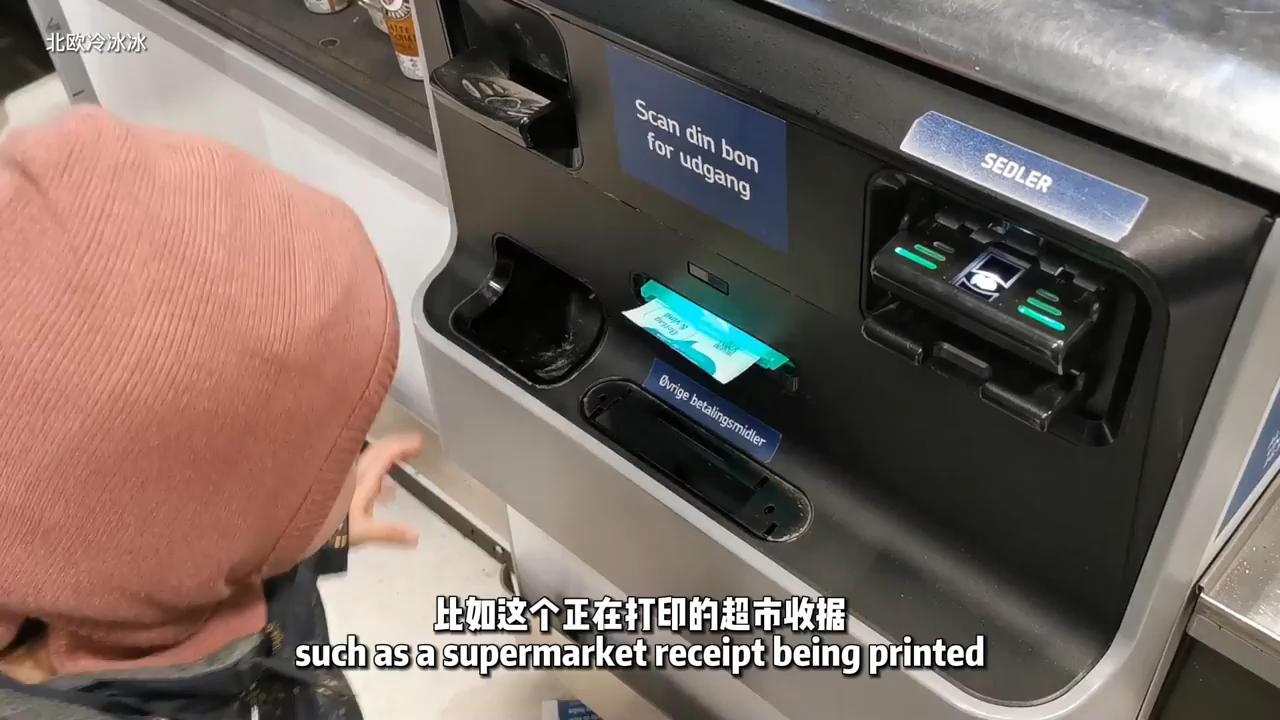 北欧冷冰冰
Scan din bon
for udgang
SEDLER
Øvrige betalingsmidler
比如这个正在打印的超市收据
such as a supermarket receipt being printed